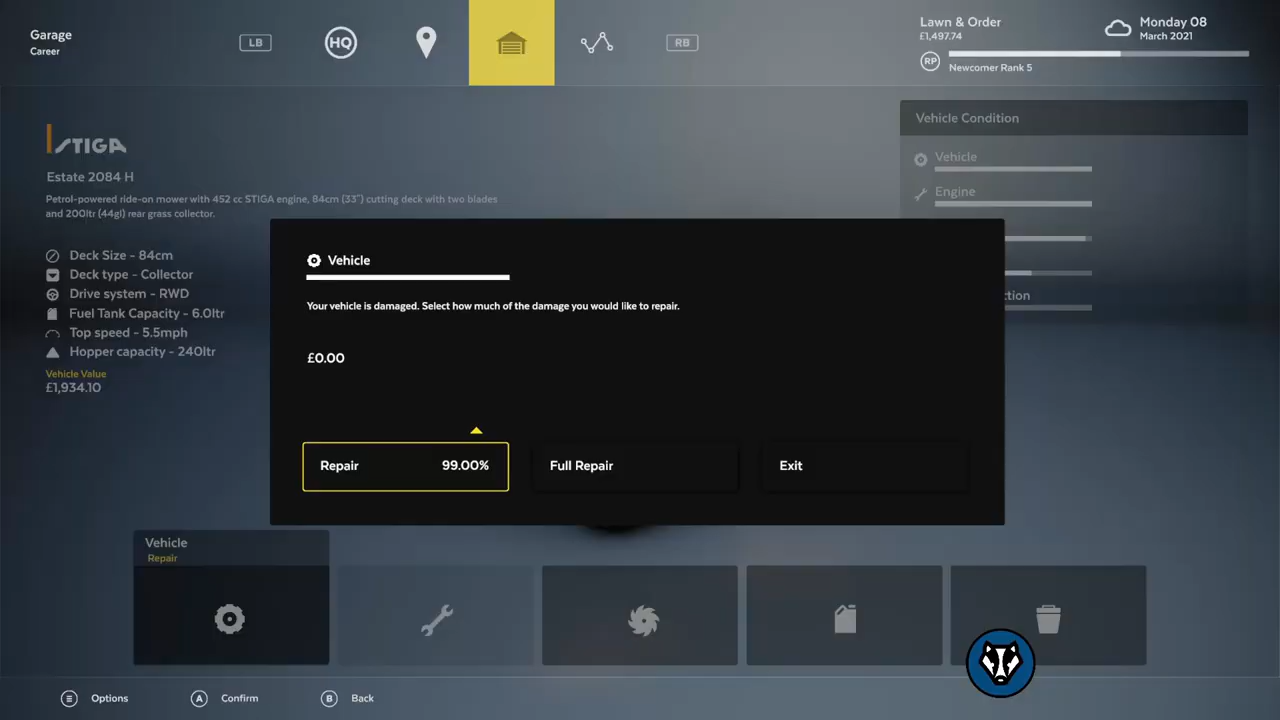 Garage
Career
LB
HQ
RB
Lawn & Order
£1,497.74
Monday 08
March 2021
RP
Newcomer Rank 5
STIGA
Estate 2084 H
Petrol-powered ride-on mower with 452 cc STIGA engine, 84cm (33") cutting deck with two blades
and 200ltr (44gl) rear grass collector.
Deck Size - 84cm
Deck type - Collector
Drive system - RWD
Fuel Tank Capacity - 6.0ltr
Top speed - 5.5mph
Hopper capacity - 240ltr
Vehicle Value
£1,934.10
Vehicle Condition
Vehicle
Engine
Vehicle
Your vehicle is damaged. Select how much of the damage you would like to repair.
£0.00
Repair 99.00%
Full Repair
Exit
Vehicle
Repair
Options
A
Confirm
B
Back